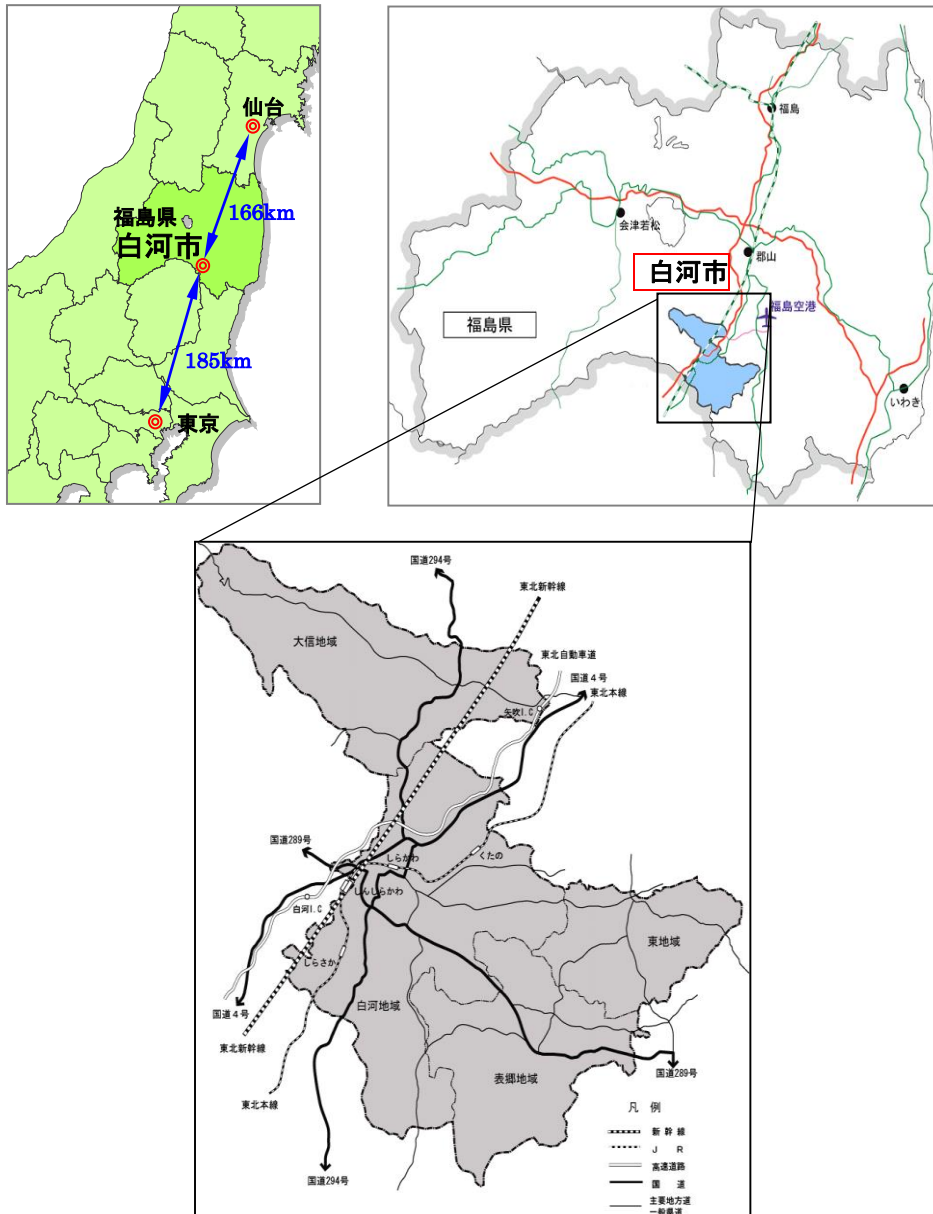 仙台
166km
福島県
白河市
185km
東京
福島
会津若松
郡山
白河市
福島空港
福島県
いわき
国道294号
東北新幹線
大信地域
東北自動車道
国道4号
東北本線
矢吹I.C
国道289号
しらかわ
くたの
しんしらかわ
白河I.C
東地域
しらさか
白河地域
国道4号
東北新幹線
国道289号
表郷地域
東北本線
国道294号
凡 例
新幹線
J R
高速道路
国 道
主要地方道
一般県道